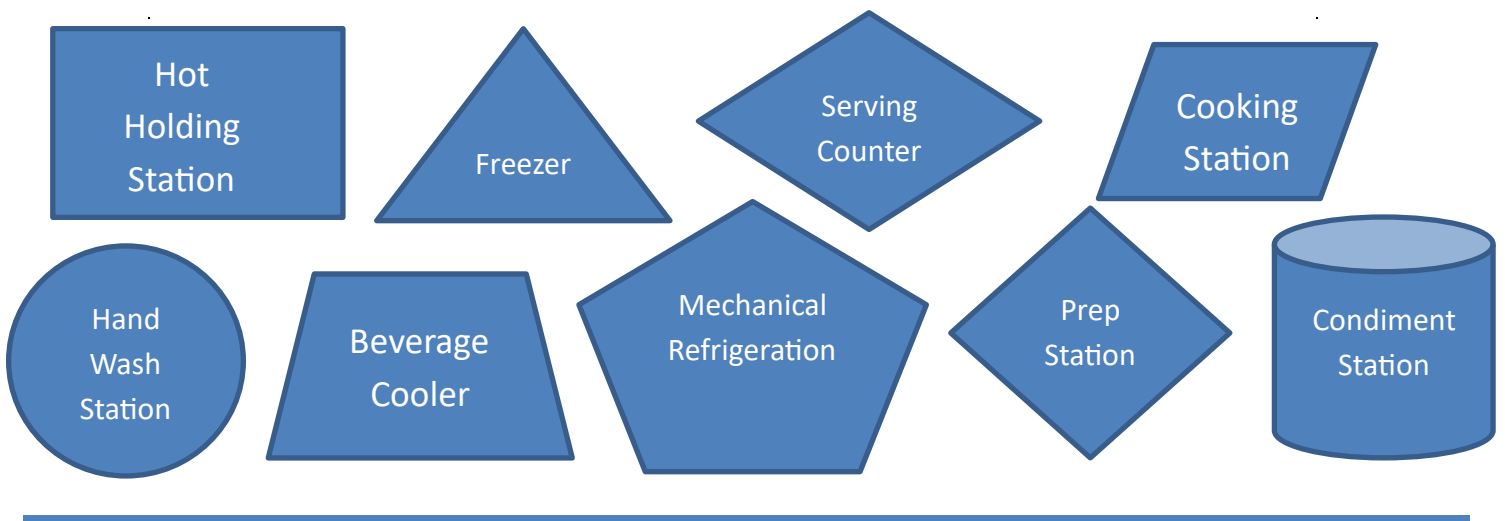 Hot
Holding
Station
Freezer
Serving
Counter
Cooking
Station
Hand
Wash
Station
Beverage
Cooler
Mechanical
Refrigeration
Prep
Station
Condiment
Station